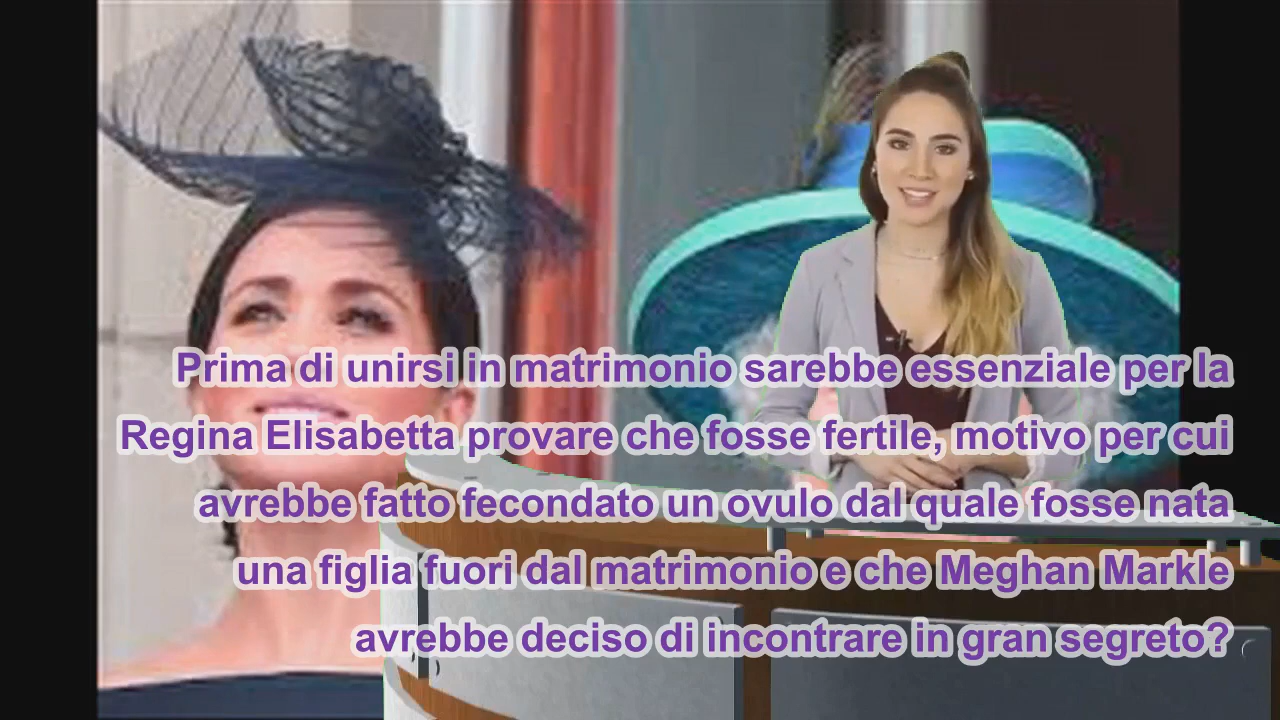 Prima di unirsi in matrimonio sarebbe essenziale per la
Regina Elisabetta provare che fosse fertile, motivo per cui
avrebbe fatto fecondato un ovulo dal quale fosse nata
una figlia fuori dal matrimonio e che Meghan Markle
avrebbe deciso di incontrare in gran segreto?